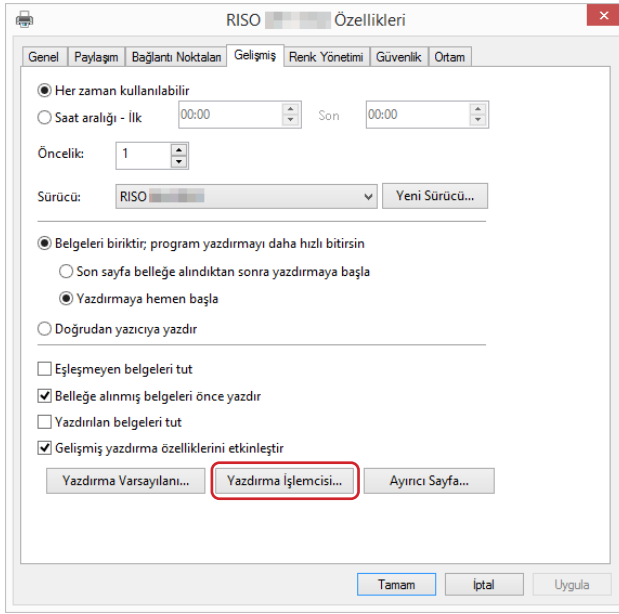 RISO Özellikleri
Genel Paylaşım Bağlantı Noktaları Gelişmiş Renk Yönetimi Güvenlik Ortam
Her zaman kullanılabilir
Saat aralığı - İlk 00:00 Son 00:00
Öncelik: 1
Sürücü: RISO Yeni Sürücü...
Belgeleri biriktir; program yazdırmayı daha hızlı bitirsin
Son sayfa belleğe alındıktan sonra yazdırmaya başla
Yazdırmaya hemen başla
Doğrudan yazıcıya yazdır
Eşleşmeyen belgeleri tut
Belleğe alınmış belgeleri önce yazdır
Yazdırılan belgeleri tut
Gelişmiş yazdırma özelliklerini etkinleştir
Yazdırma Varsayılanı... Yazdırma İşlemcisi... Ayırıcı Sayfa...
Tamam İptal Uygula